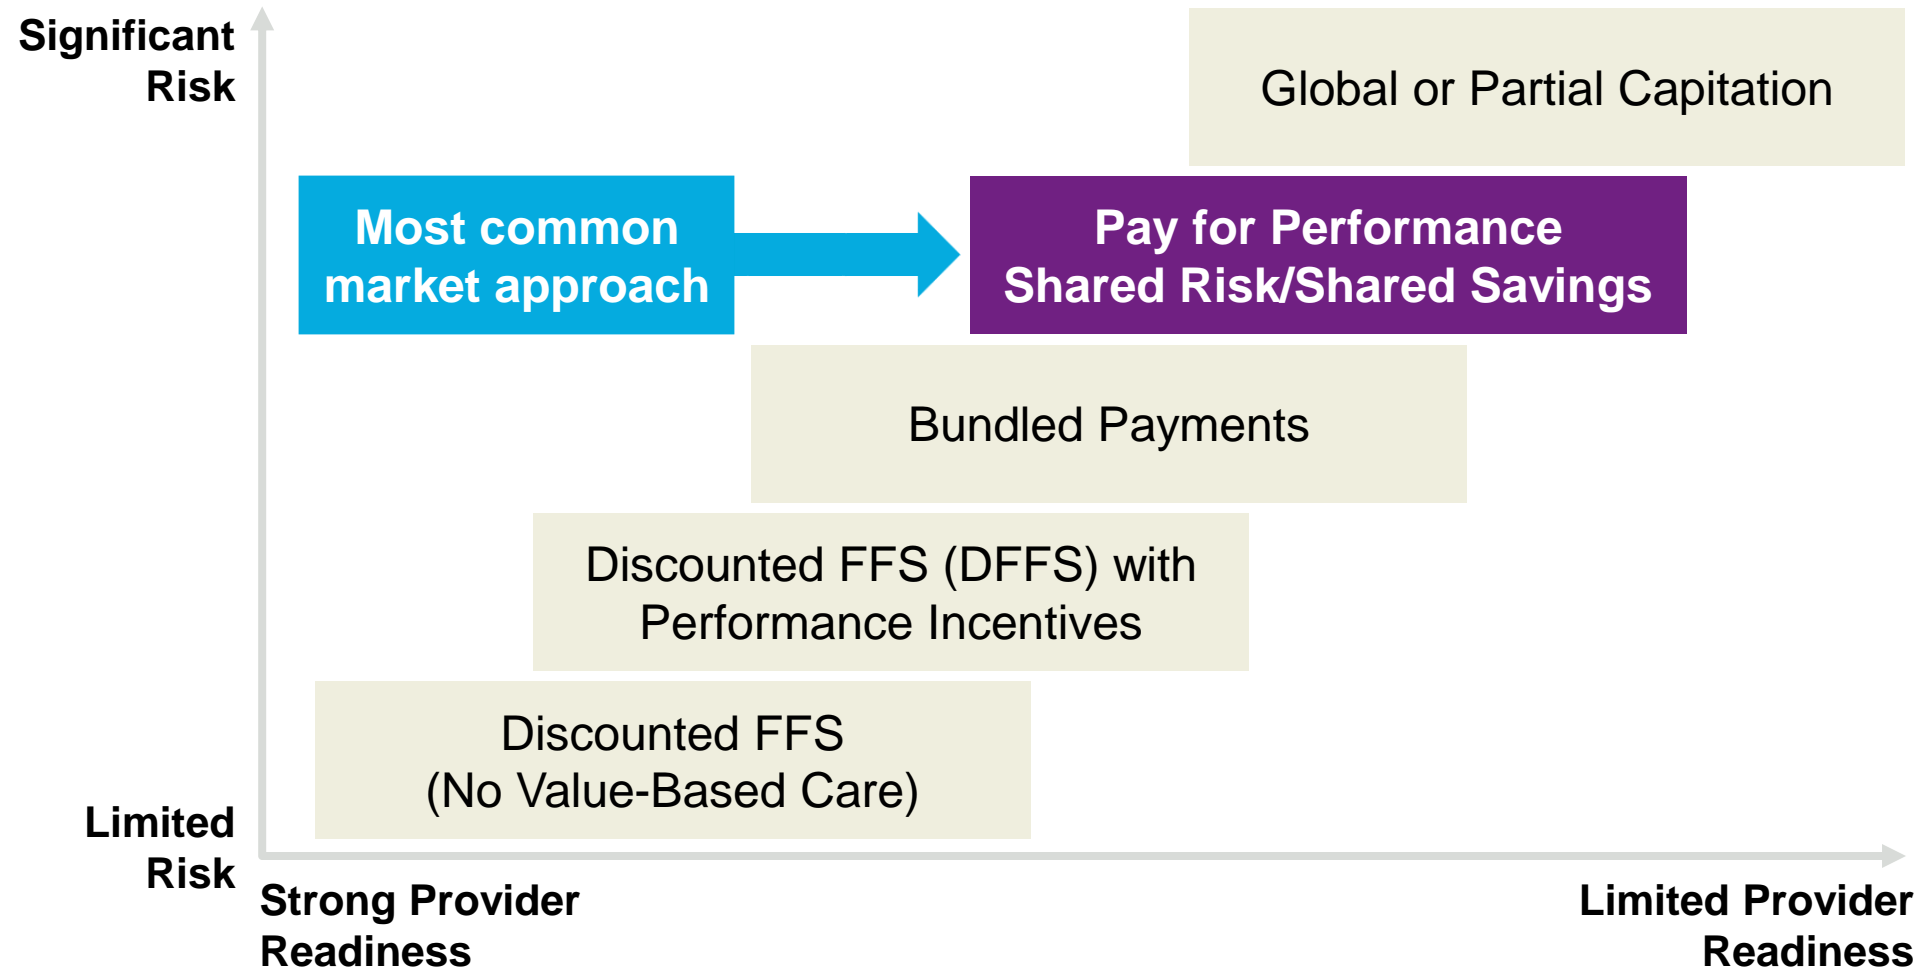 Significant
Risk
Global or Partial Capitation
Most common
market approach
Pay for Performance
Shared Risk/Shared Savings
Bundled Payments
Discounted FFS (DFFS) with
Performance Incentives
Discounted FFS
(No Value-Based Care)
Limited
Risk
Strong Provider
Readiness
Limited Provider
Readiness